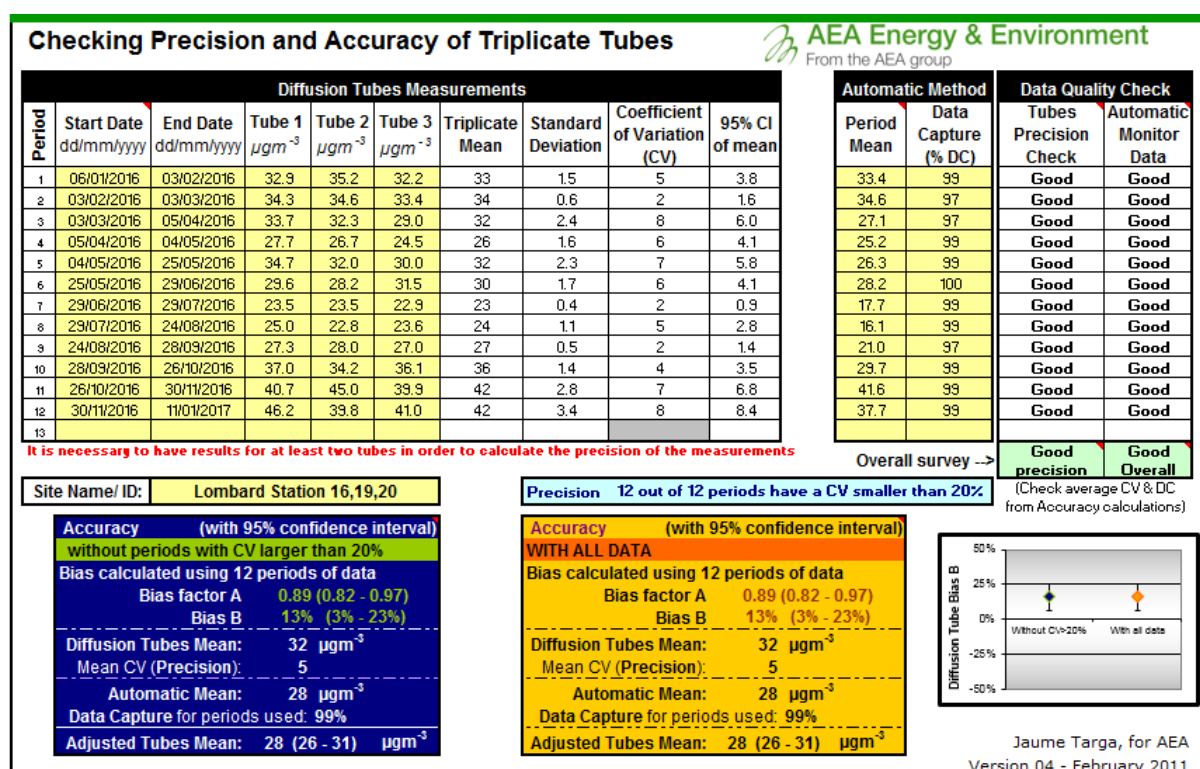 Checking Precision and Accuracy of Triplicate Tubes
AEA Energy & Environment
From the AEA group
Diffusion Tubes Measurements
Automatic Method
Data Quality Check
Period
Start Date dd/mm/yyyy
End Date dd/mm/yyyy
Tube 1 µgm-3
Tube 2 µgm-3
Tube 3 µgm-3
Triplicate Mean
Standard Deviation
Coefficient of Variation (CV)
95% CI of mean
Period Mean
Data Capture (% DC)
Tubes Precision Check
Automatic Monitor Data
1 06/01/2016 03/02/2016 32.9 35.2 32.2 33 1.5 5 3.8 33.4 99 Good Good
2 03/02/2016 03/03/2016 34.3 34.6 33.4 34 0.6 2 1.6 34.6 97 Good Good
3 03/03/2016 05/04/2016 33.7 32.3 29.0 32 2.4 8 6.0 27.1 97 Good Good
4 05/04/2016 04/05/2016 27.7 26.7 24.5 26 1.6 6 4.1 25.2 99 Good Good
5 04/05/2016 25/05/2016 34.7 32.0 30.0 32 2.3 7 5.8 26.3 99 Good Good
6 25/05/2016 29/06/2016 29.6 28.2 31.5 30 1.7 6 4.1 28.2 100 Good Good
7 29/06/2016 29/07/2016 23.5 23.5 22.9 23 0.4 2 0.9 17.7 99 Good Good
8 29/07/2016 24/08/2016 25.0 22.8 23.6 24 1.1 5 2.8 16.1 99 Good Good
9 24/08/2016 28/09/2016 27.3 28.0 27.0 27 0.5 2 1.4 21.0 97 Good Good
10 28/09/2016 26/10/2016 37.0 34.2 36.1 36 1.4 4 3.5 29.7 99 Good Good
11 26/10/2016 30/11/2016 40.7 45.0 39.9 42 2.8 7 6.8 41.6 99 Good Good
12 30/11/2016 11/01/2017 46.2 39.8 41.0 42 3.4 8 8.4 37.7 99 Good Good
13
It is necessary to have results for at least two tubes in order to calculate the precision of the measurements
Overall survey -->
Good precision
Good Overall
Site Name/ ID: Lombard Station 16,19,20
Precision 12 out of 12 periods have a CV smaller than 20%
(Check average CV & DC
from Accuracy calculations)
Accuracy (with 95% confidence interval)
without periods with CV larger than 20%
Bias calculated using 12 periods of data
Bias factor A 0.89 (0.82 - 0.97)
Bias B 13% (3% - 23%)
Diffusion Tubes Mean: 32 µgm-3
Mean CV (Precision): 5
Automatic Mean: 28 µgm-3
Data Capture for periods used: 99%
Adjusted Tubes Mean: 28 (26 - 31) µgm-3
Accuracy (with 95% confidence interval)
WITH ALL DATA
Bias calculated using 12 periods of data
Bias factor A 0.89 (0.82 - 0.97)
Bias B 13% (3% - 23%)
Diffusion Tubes Mean: 32 µgm-3
Mean CV (Precision): 5
Automatic Mean: 28 µgm-3
Data Capture for periods used: 99%
Adjusted Tubes Mean: 28 (26 - 31) µgm-3
Diffusion Tube Bias B
50%
25%
0%
-25%
-50%
Without CV>20%
With all data
Jaume Targa, for AEA
Version 04 - February 2011